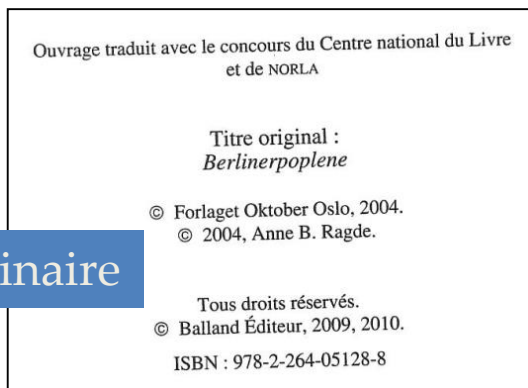 Ouvrage traduit avec le concours du Centre national du Livre
et de NORLA
Titre original :
Berlinerpoplene
© Forlaget Oktober Oslo, 2004.
© 2004, Anne B. Ragde.
inaire
Tous droits réservés.
© Balland Éditeur, 2009, 2010.
ISBN : 978-2-264-05128-8